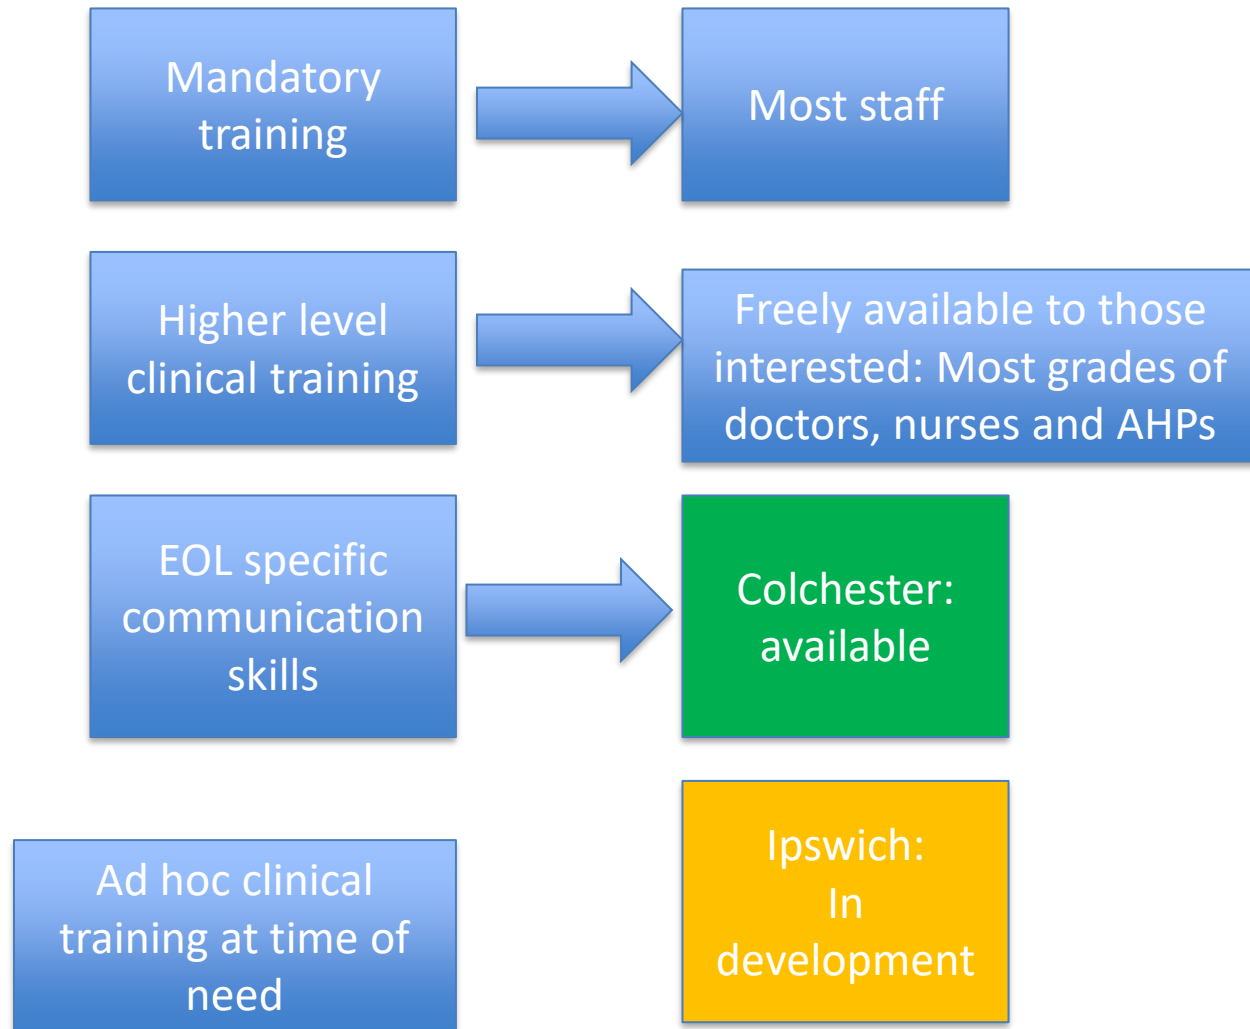 Mandatory
training
Most staff
Higher level
clinical training
Freely available to those
interested: Most grades of
doctors, nurses and AHPs
EOL specific
communication
skills
Colchester:
available
Ipswich:
In
development
Ad hoc clinical
training at time of
need